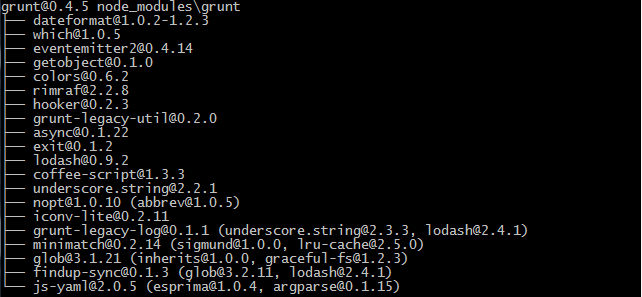 grunt@0.4.5 node_modules\grunt
├── dateformat@1.0.2-1.2.3
├── which@1.0.5
├── eventemitter2@0.4.14
├── getobject@0.1.0
├── colors@0.6.2
├── rimraf@2.2.8
├── hooker@0.2.3
├── grunt-legacy-util@0.2.0
├── async@0.1.22
├── exit@0.1.2
├── lodash@0.9.2
├── coffee-script@1.3.3
├── underscore.string@2.2.1
├── nopt@1.0.10 (abbrev@1.0.5)
├── iconv-lite@0.2.11
├── grunt-legacy-log@0.1.1 (underscore.string@2.3.3, lodash@2.4.1)
├── minimatch@0.2.14 (sigmund@1.0.0, lru-cache@2.5.0)
├── glob@3.1.21 (inherits@1.0.0, graceful-fs@1.2.3)
├── findup-sync@0.1.3 (glob@3.2.11, lodash@2.4.1)
└── js-yaml@2.0.5 (esprima@1.0.4, argparse@0.1.15)